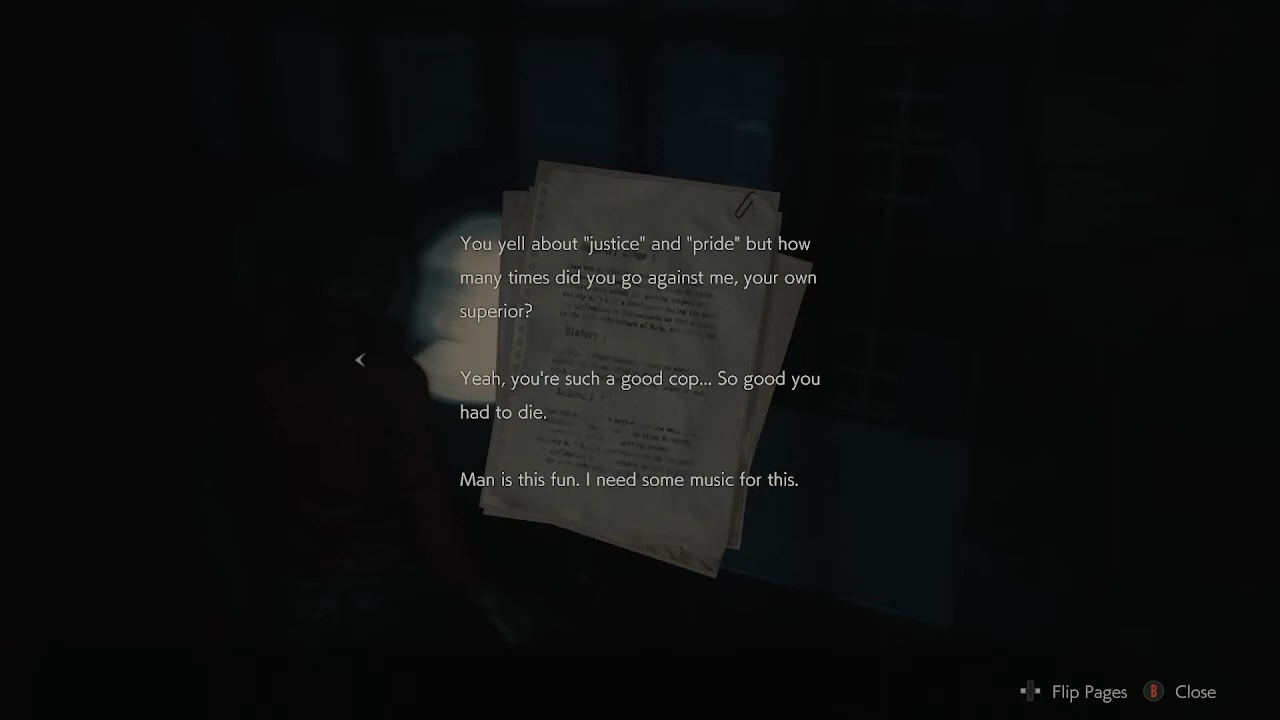 You yell about "justice" and "pride" but how
many times did you go against me, your own
superior?
Yeah, you're such a good cop... So good you
had to die.
Man is this fun. I need some music for this.
History :
Flip Pages B Close